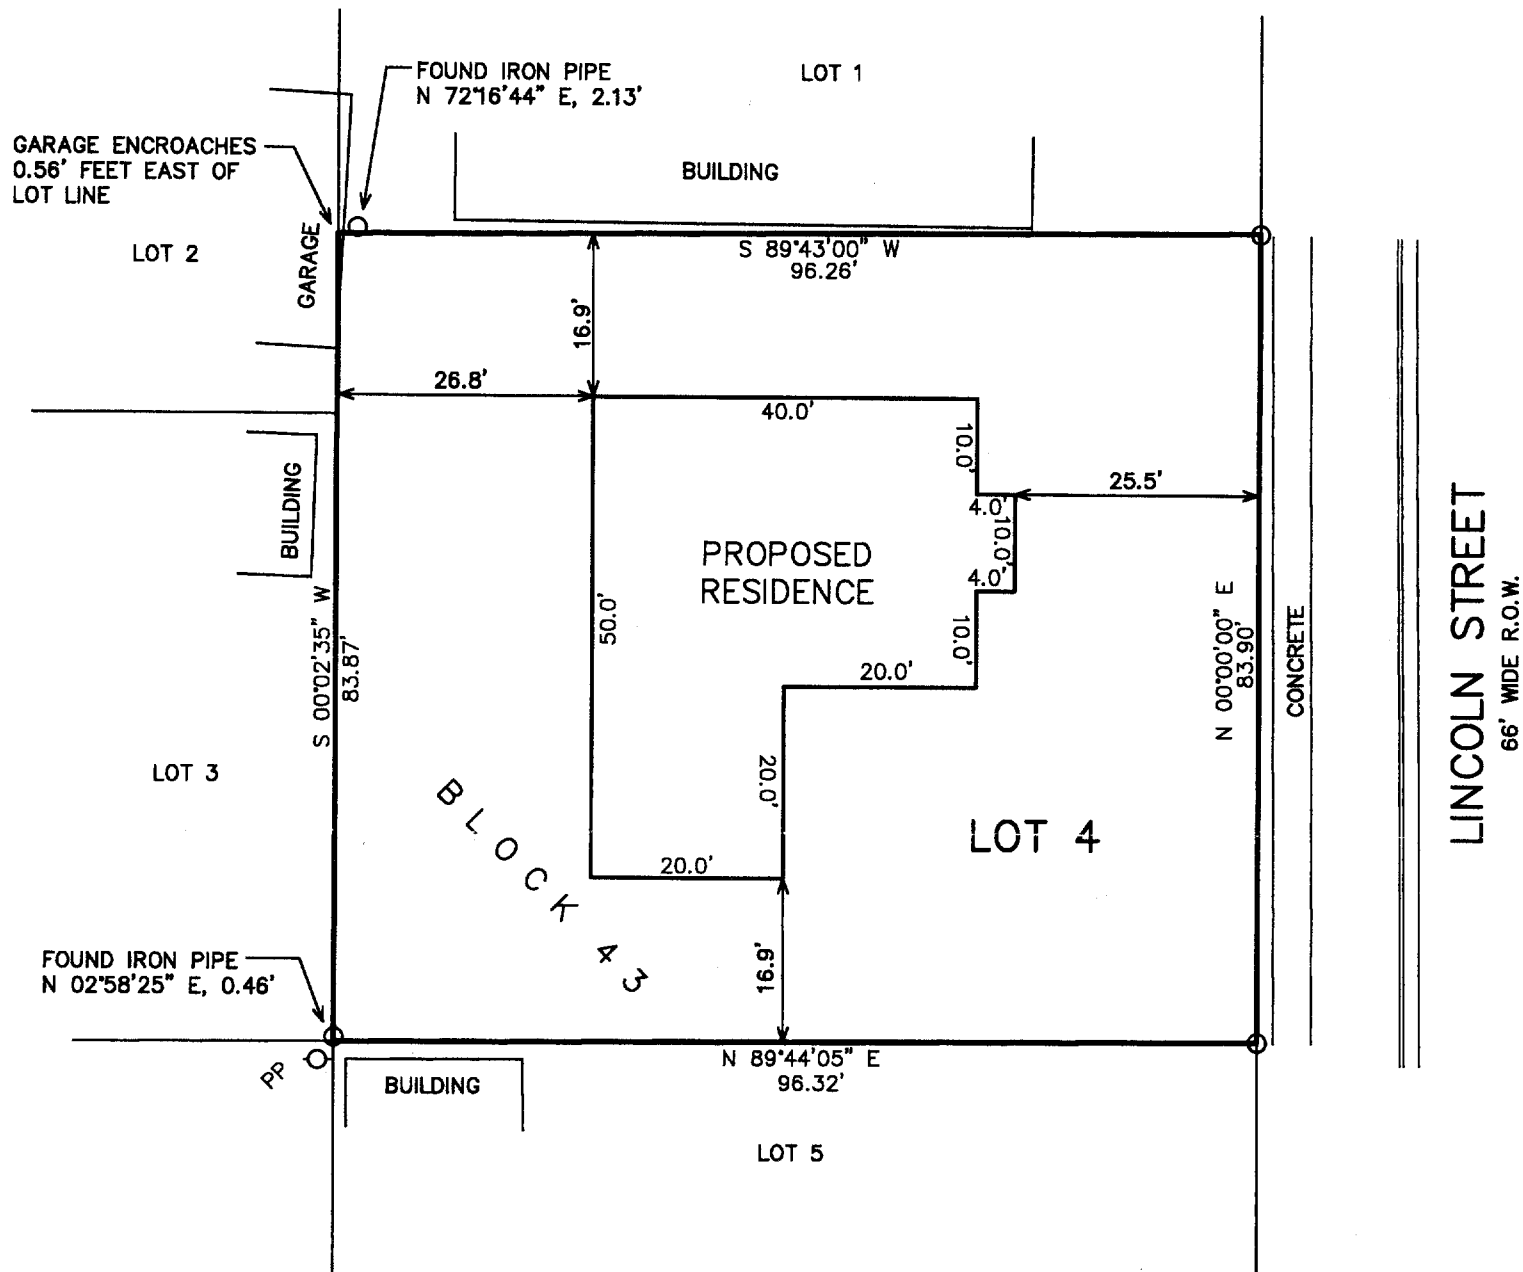 FOUND IRON PIPE
N 72°16'44" E, 2.13'
LOT 1
GARAGE ENCROACHES
0.56' FEET EAST OF
LOT LINE
BUILDING
LOT 2
GARAGE
S 89°43'00" W
96.26'
16.9'
26.8'
40.0'
10.0'
25.5'
4.0'
10.0'
4.0'
BUILDING
PROPOSED
RESIDENCE
50.0'
10.0'
20.0'
S 00°02'35" W
83.87'
N 00°00'00" E
83.90'
CONCRETE
LINCOLN STREET
66' WIDE R.O.W.
LOT 3
20.0'
BLOCK 43
LOT 4
20.0'
16.9'
FOUND IRON PIPE
N 02°58'25" E, 0.46'
PP
BUILDING
N 89°44'05" E
96.32'
LOT 5